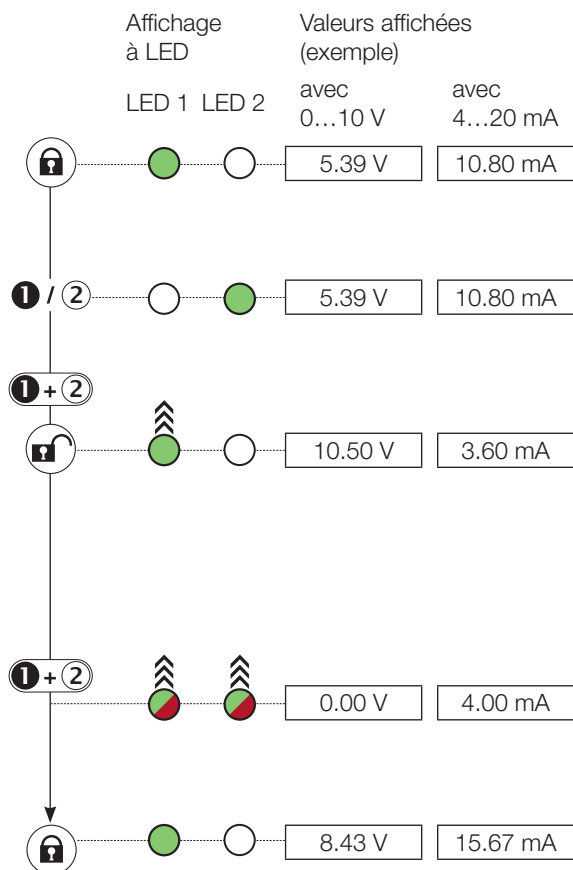 Affichage
à LED
Valeurs affichées
(exemple)
LED 1 LED 2
avec
0...10 V
avec
4...20 mA
5.39 V 10.80 mA
1 / 2
5.39 V 10.80 mA
1 + 2
10.50 V 3.60 mA
1 + 2
0.00 V 4.00 mA
8.43 V 15.67 mA